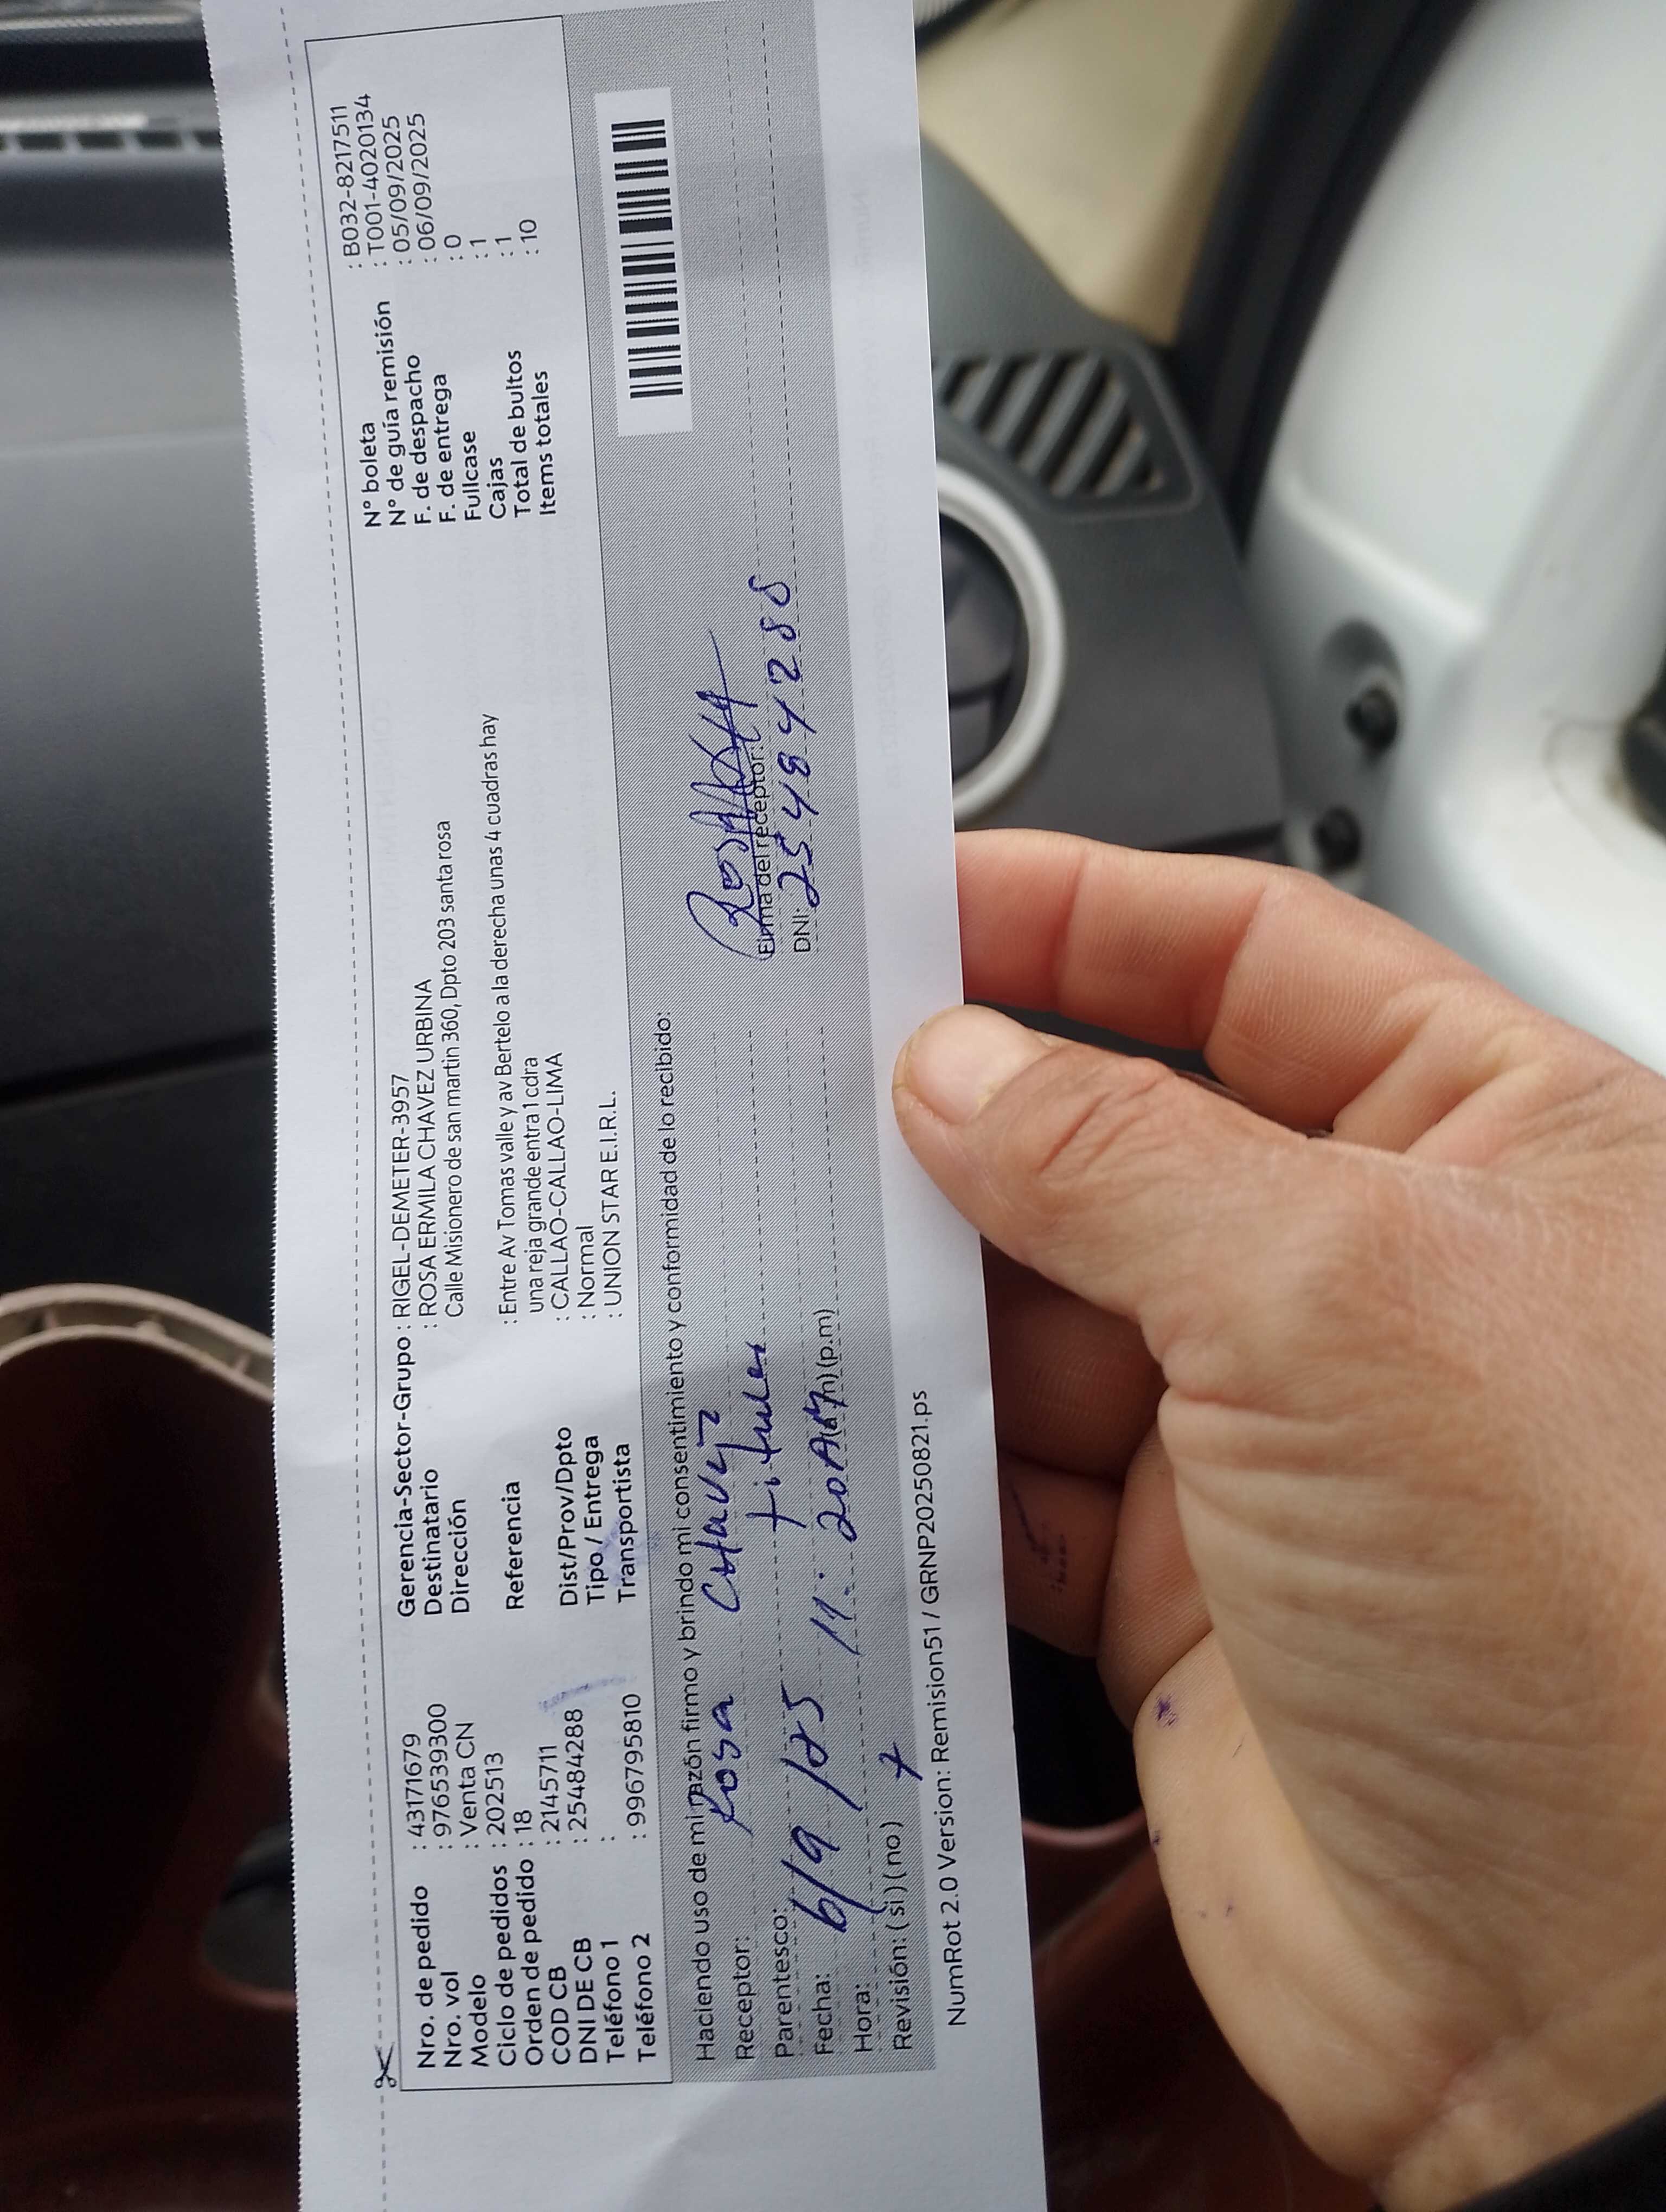 Nro. de pedido : 43171679
Nro. vol : 976539300
Modelo : Venta CN
Ciclo de pedidos : 202513
Orden de pedido : 18
COD CB : 2145711
DNI DE CB : 25484288
Teléfono 1 :
Teléfono 2 : 996795810
Gerencia-Sector-Grupo : RIGEL-DEMETER-3957
Destinatario : ROSA ERMILA CHAVEZ URBINA
Dirección Calle Misionero de san martin 360, Dpto 203 santa rosa
Referencia : Entre Av Tomas valle y av Bertelo a la derecha unas 4 cuadras hay
una reja grande entra 1 cdra
Dist/Prov/Dpto : CALLAO-CALLAO-LIMA
Tipo / Entrega : Normal
Transportista : UNION STAR E.I.R.L.
N° boleta : B032-8217511
N° de guía remisión : T001-4020134
F. de despacho : 05/09/2025
F. de entrega : 06/09/2025
Fullcase : 0
Cajas : 1
Total de bultos : 1
Items totales : 10
Haciendo uso de mi razón firmo y brindo mi consentimiento y conformidad de lo recibido:
Receptor: Rosa Chavez
Parentesco: titular
Fecha: 6/9/25
Hora: 11:20AM (a.m) (p.m)
Revisión: (si) (no)
Firma del receptor:
DNI: 25484288
NumRot 2.0 Version: Remision51 / GRNP20250821.ps